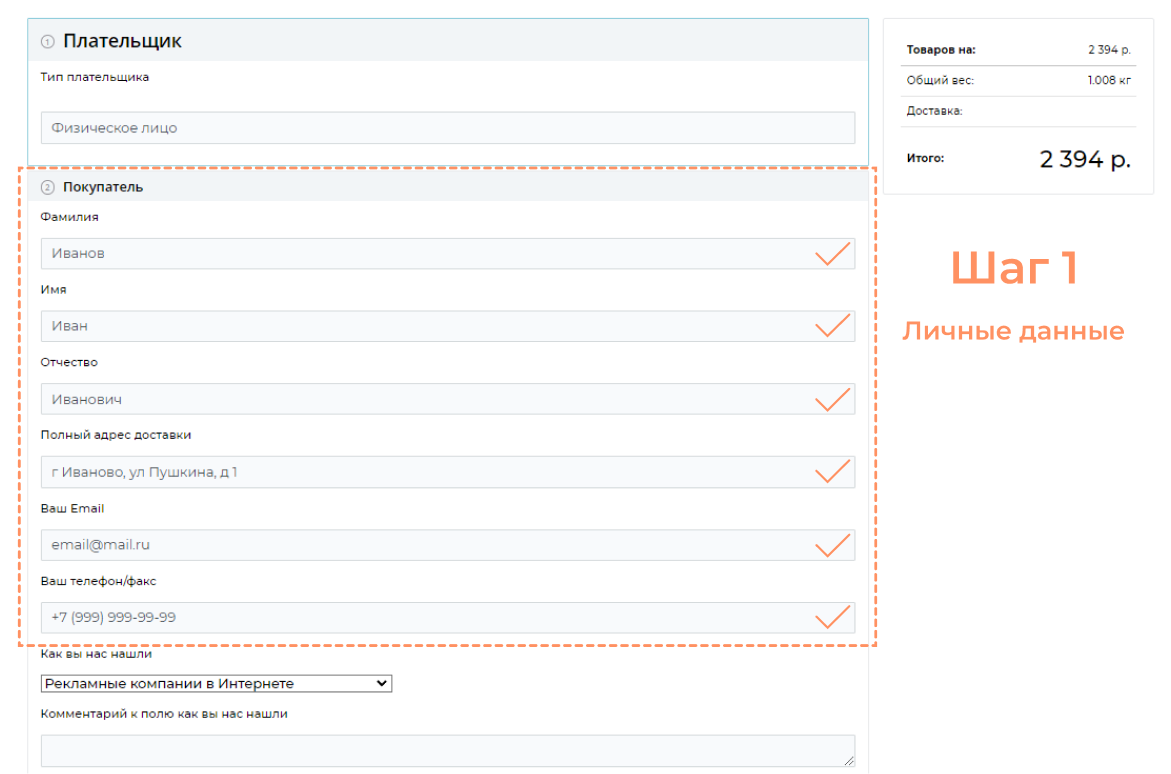 1 Плательщик
Тип плательщика
Физическое лицо
2 Покупатель
Фамилия
Иванов
Имя
Иван
Отчество
Иванович
Полный адрес доставки
г Иваново, ул Пушкина, д 1
Ваш Email
email@mail.ru
Ваш телефон/факс
+7 (999) 999-99-99
Как вы нас нашли
Рекламные компании в Интернете
Комментарий к полю как вы нас нашли
Товаров на: 2 394 р.
Общий вес: 1.008 кг
Доставка:
Итого: 2 394 р.
Шаг 1
Личные данные